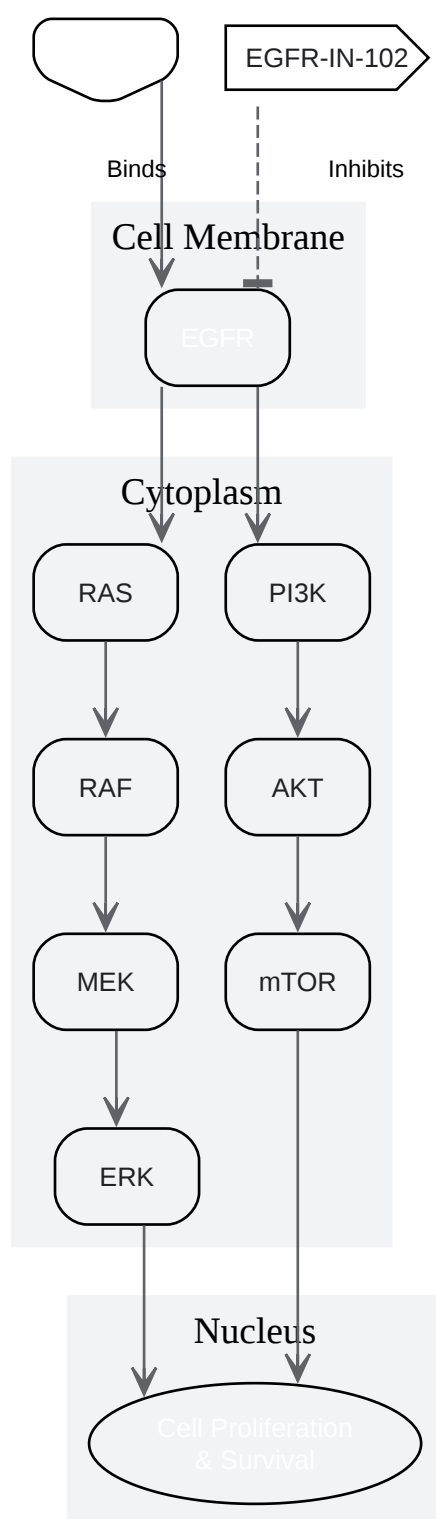 EGFR-IN-102
Binds
Inhibits
Cell Membrane
EGFR
Cytoplasm
RAS
PI3K
RAF
AKT
MEK
mTOR
ERK
Nucleus
Cell Proliferation
& Survival